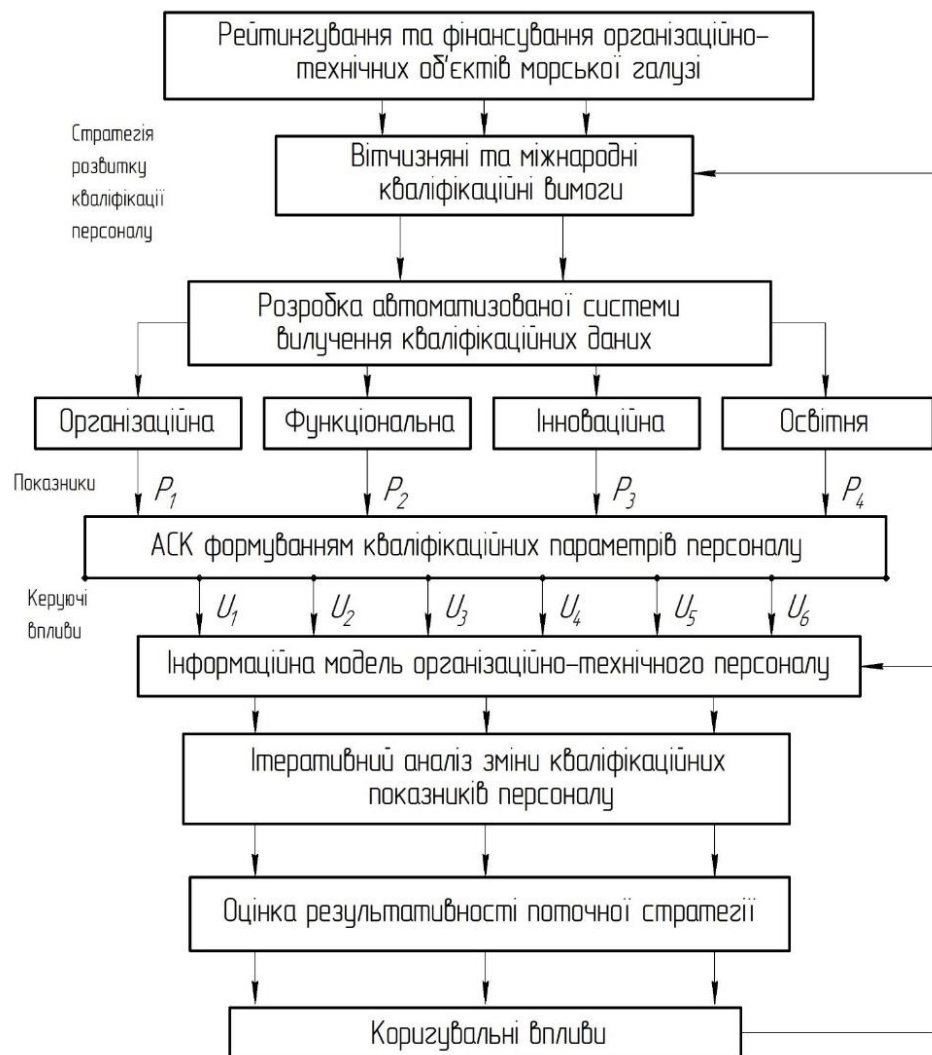 Рейтингування та фінансування організаційно-
технічних об'єктів морської галузі
Стратегія
розвитку
кваліфікації
персоналу
Вітчизняні та міжнародні
кваліфікаційні вимоги
Розробка автоматизованої системи
вилучення кваліфікаційних даних
Організаційна
Функціональна
Інноваційна
Освітня
Показники
P1
P2
P3
P4
АСК формуванням кваліфікаційних параметрів персоналу
Керуючі
впливи
U1
U2
U3
U4
U5
U6
Інформаційна модель організаційно-технічного персоналу
Ітеративний аналіз зміни кваліфікаційних
показників персоналу
Оцінка результативності поточної стратегії
Коригувальні впливи